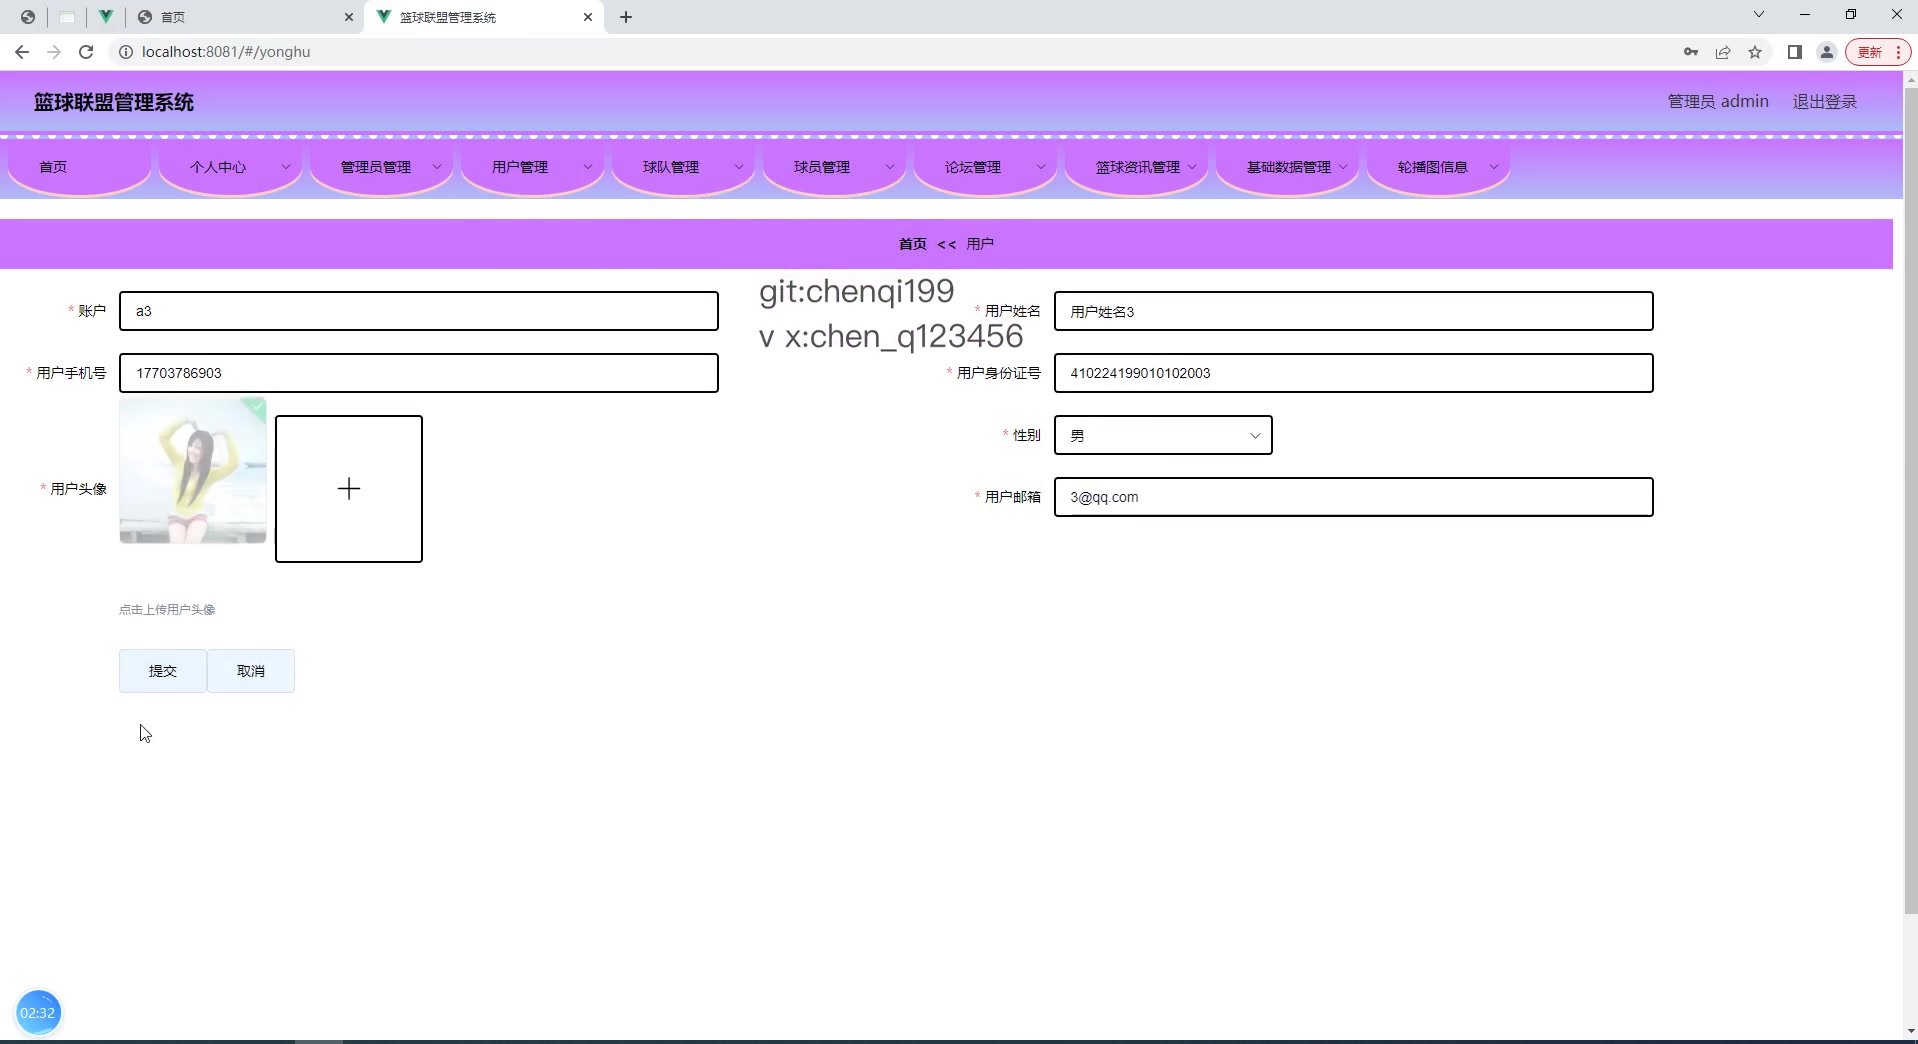 首页
篮球联盟管理系统
localhost:8081/#/yonghu
更新
篮球联盟管理系统
管理员 admin
退出登录
首页
个人中心
管理员管理
用户管理
球队管理
球员管理
论坛管理
篮球资讯管理
基础数据管理
轮播图信息
首页 << 用户
git:chenqi199
v x:chen_q123456
* 账户
a3
* 用户姓名
用户姓名3
* 用户手机号
17703786903
* 用户身份证号
410224199010102003
* 性别
男
* 用户头像
* 用户邮箱
3@qq.com
点击上传用户头像
提交
取消
02:32